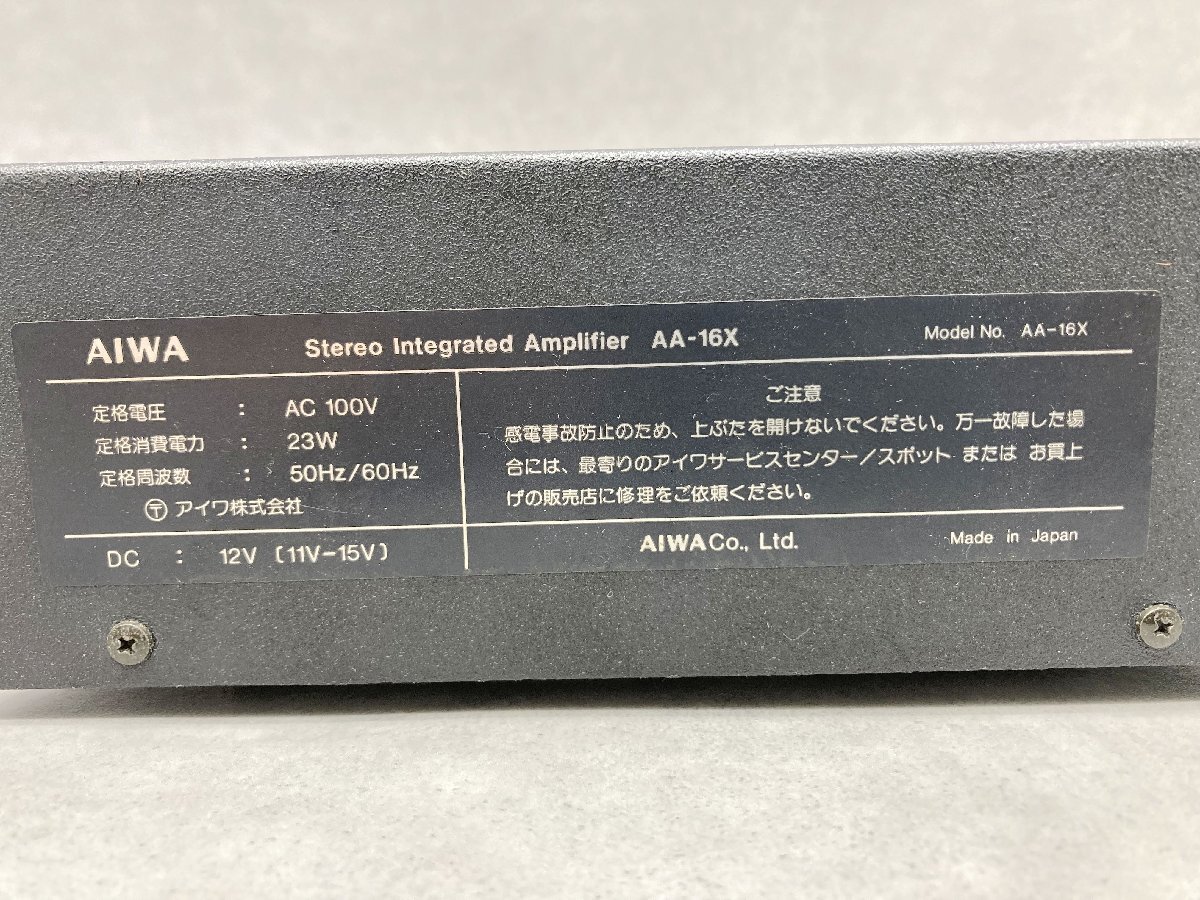 AIWA Stereo Integrated Amplifier AA-16X Model No. AA-16X
定格電圧 : AC 100V
定格消費電力 : 23W
定格周波数 : 50Hz/60Hz
〒 アイワ株式会社
DC : 12V (11V-15V)
ご注意
感電事故防止のため、上ぶたを開けないでください。万一故障した場
合には、最寄りのアイワサービスセンター/スポット または お買上
げの販売店に修理をご依頼ください。
AIWA Co., Ltd. Made in Japan